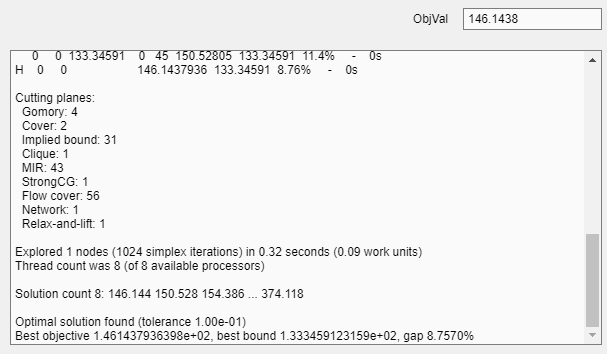 ObjVal 146.1438
0 0 133.34591 0 45 150.52805 133.34591 11.4% - 0s
H 0 0 146.1437936 133.34591 8.76% - 0s
Cutting planes:
Gomory: 4
Cover: 2
Implied bound: 31
Clique: 1
MIR: 43
StrongCG: 1
Flow cover: 56
Network: 1
Relax-and-lift: 1
Explored 1 nodes (1024 simplex iterations) in 0.32 seconds (0.09 work units)
Thread count was 8 (of 8 available processors)
Solution count 8: 146.144 150.528 154.386 ... 374.118
Optimal solution found (tolerance 1.00e-01)
Best objective 1.461437936398e+02, best bound 1.333459123159e+02, gap 8.7570%